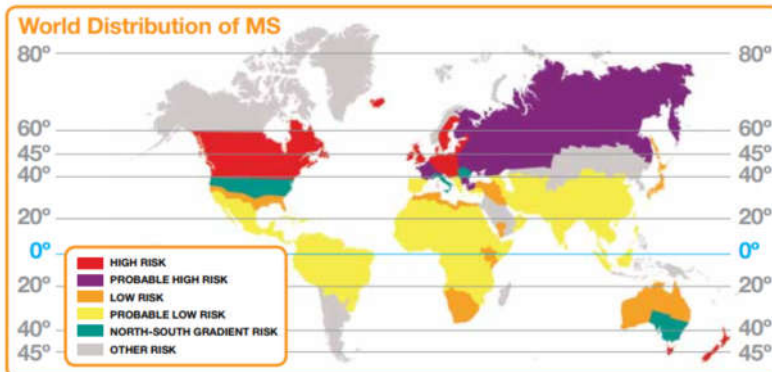 World Distribution of MS
80º 80º
60º 60º
45º 45º
40º 40º
20º 20º
0º 0º
20º 20º
40º 40º
45º 45º
HIGH RISK
PROBABLE HIGH RISK
LOW RISK
PROBABLE LOW RISK
NORTH-SOUTH GRADIENT RISK
OTHER RISK